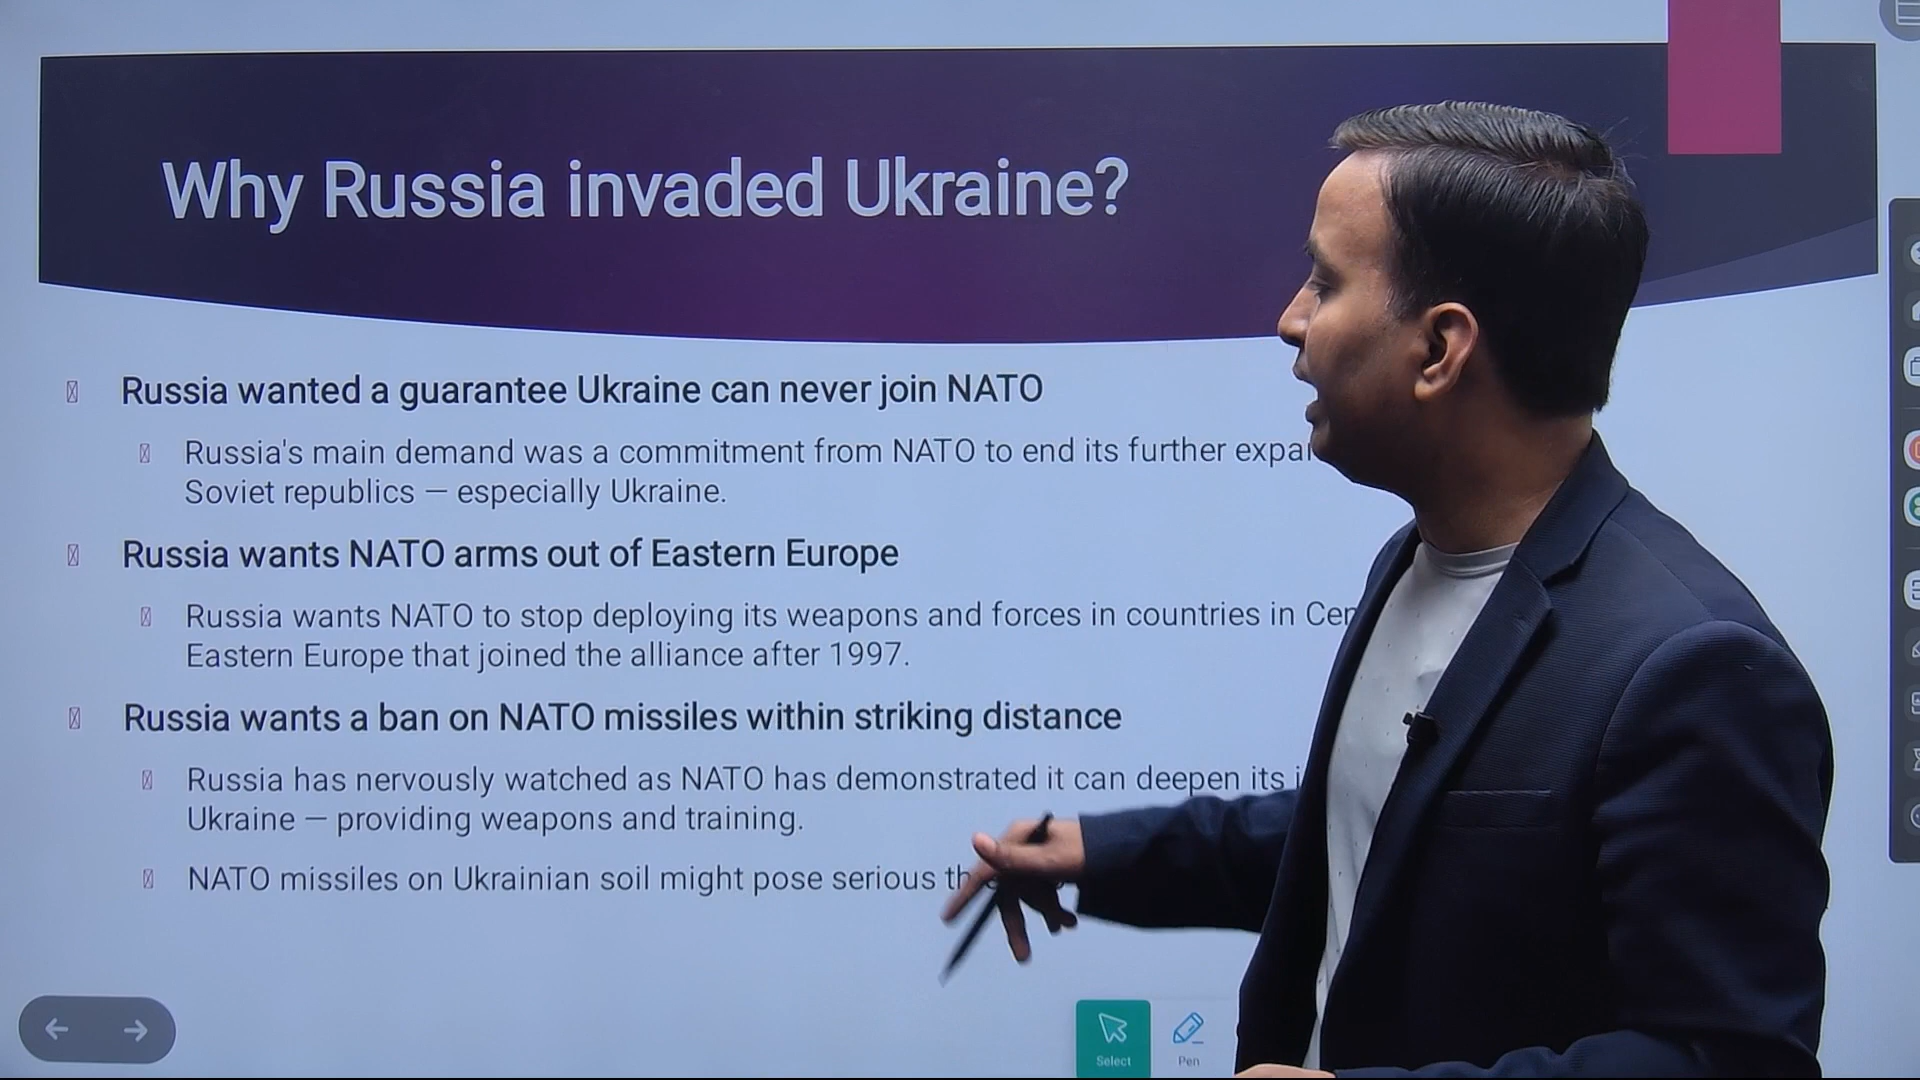 Why Russia invaded Ukraine?
Russia wanted a guarantee Ukraine can never join NATO
Russia's main demand was a commitment from NATO to end its further
Soviet republics — especially Ukraine.
Russia wants NATO arms out of Eastern Europe
Russia wants NATO to stop deploying its weapons and forces in countries in
Eastern Europe that joined the alliance after 1997.
Russia wants a ban on NATO missiles within striking distance
Russia has nervously watched as NATO has demonstrated it can deepen its
Ukraine — providing weapons and training.
NATO missiles on Ukrainian soil might pose serious
Select
Pen